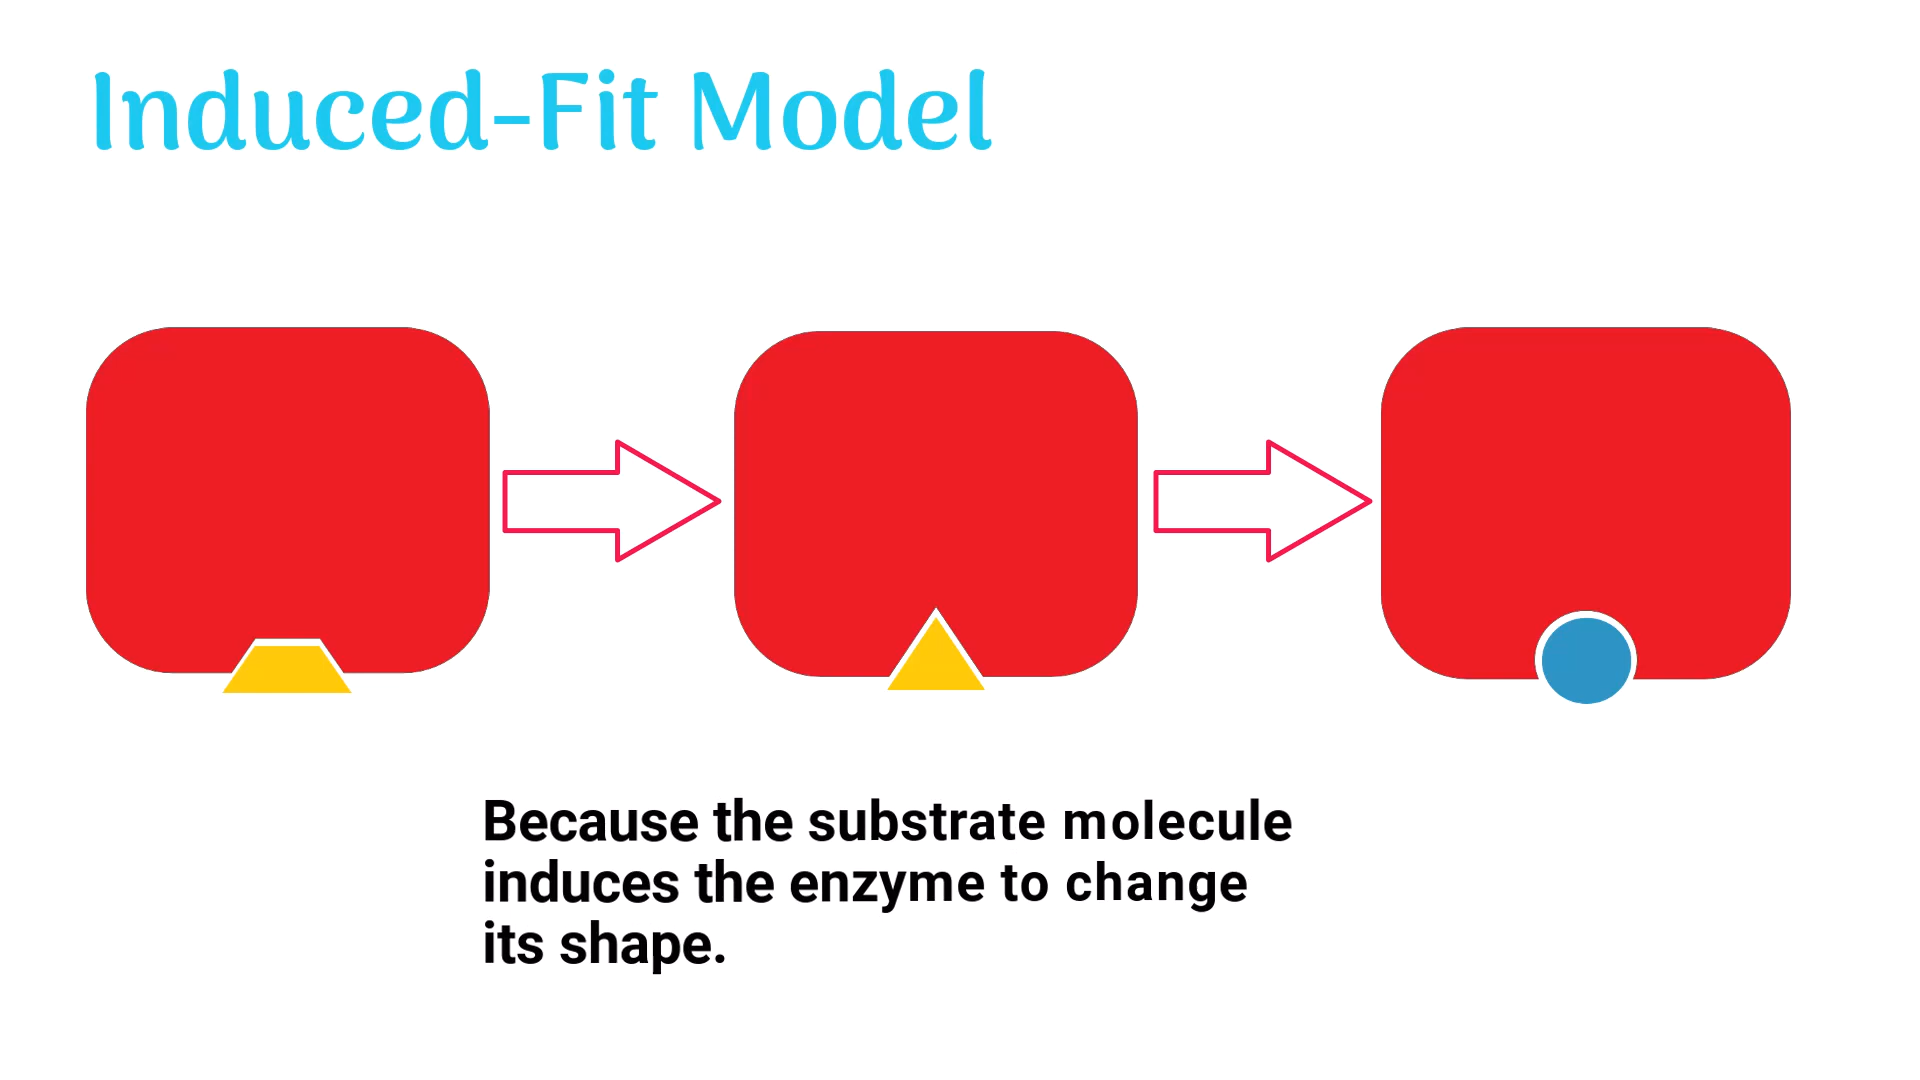 Induced-Fit Model
Because the substrate molecule
induces the enzyme to change
its shape.